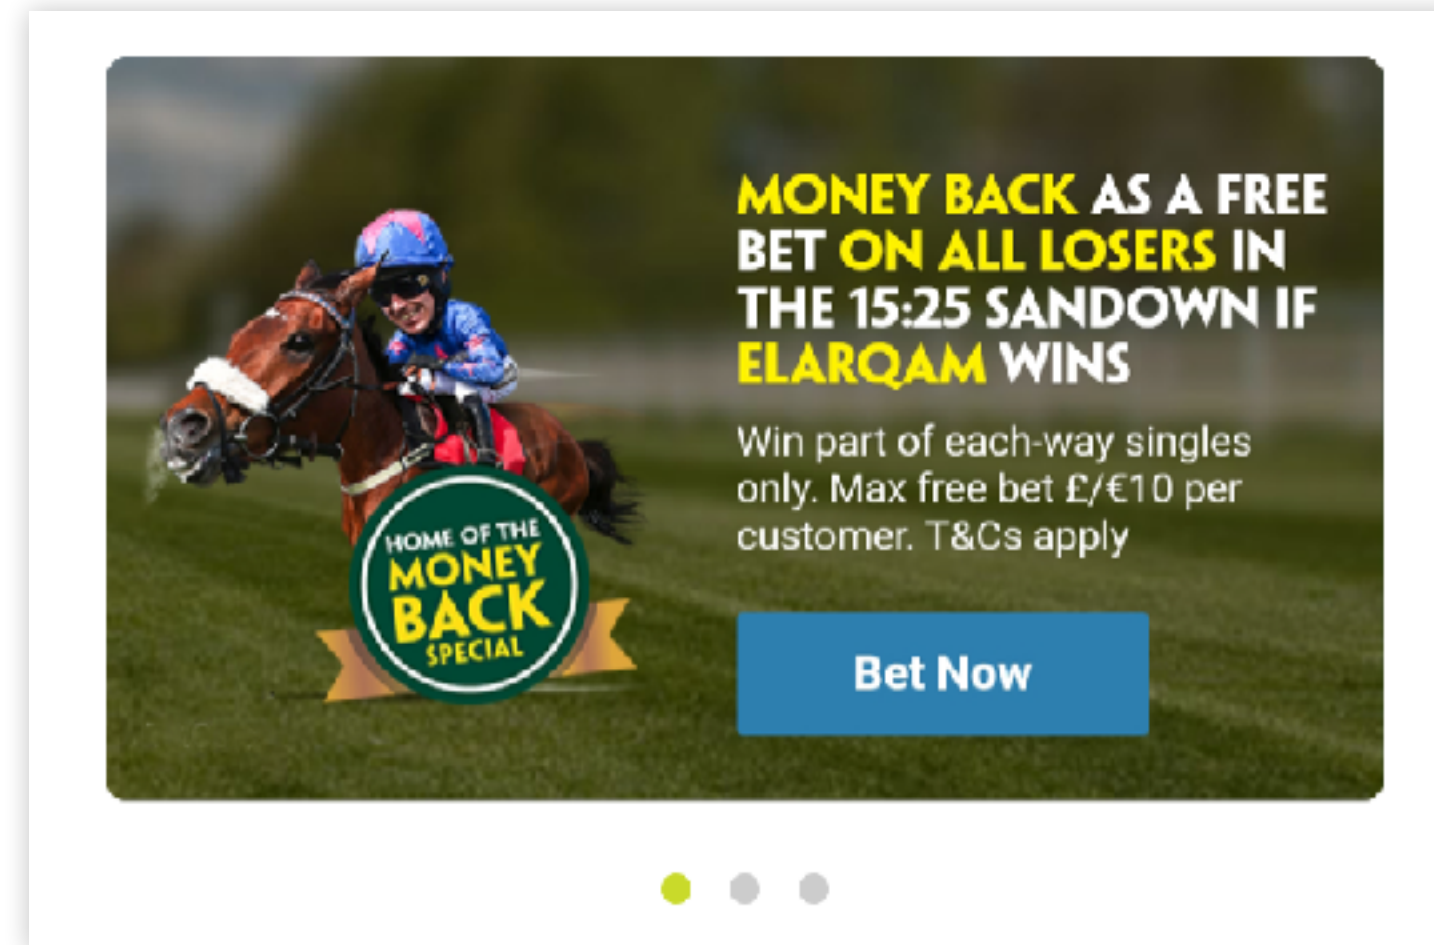 MONEY BACK AS A FREE
BET ON ALL LOSERS IN
THE 15:25 SANDOWN IF
ELARQAM WINS
Win part of each-way singles
only. Max free bet £/€10 per
customer. T&Cs apply
Bet Now
HOME OF THE
MONEY
BACK
SPECIAL